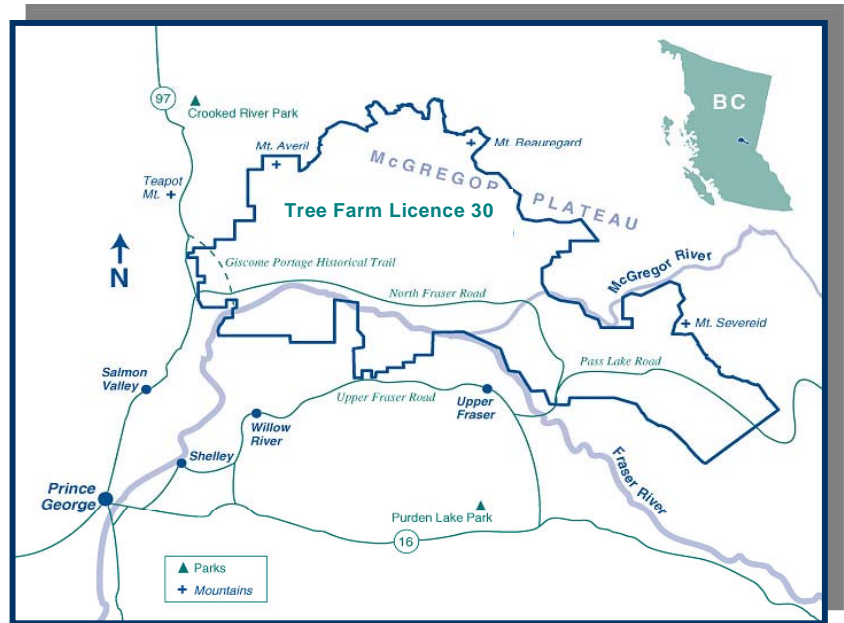 97
Crooked River Park
BC
Mt. Averil
Mt. Beauregard
McGREGOR PLATEAU
Teapot
Mt.
Tree Farm Licence 30
N
Giscome Portage Historical Trail
McGregor River
North Fraser Road
Mt. Severeid
Salmon
Valley
Pass Lake Road
Upper Fraser Road
Upper
Fraser
Willow
River
Shelley
Fraser River
Prince
George
Purden Lake Park
16
Parks
Mountains